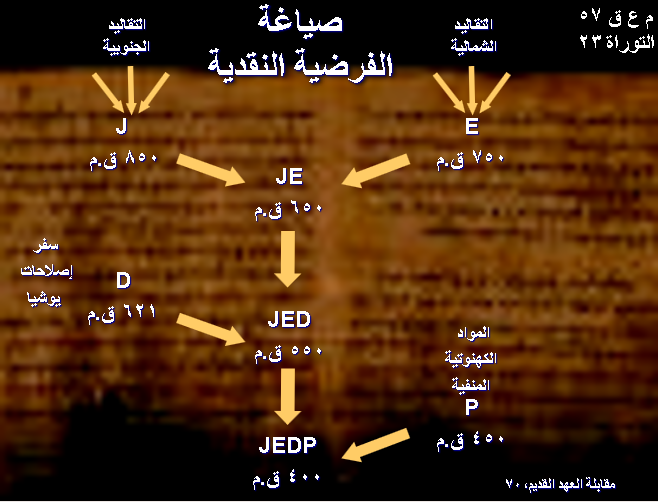 م ع ق ٥٧
التوراة ٢٣
صياغة
الفرضية النقدية
التقاليد
الشمالية
التقاليد
الجنوبية
E
٧٥٠ ق.م
J
٨٥٠ ق.م
JE
٦٥٠ ق.م
سفر
إصلاحات
يوشيا
D
٦٢١ ق.م
JED
٥٥٠ ق.م
المواد
الكهنوتية
المنفية
P
٤٥٠ ق.م
JEDP
٤٠٠ ق.م
مقابلة العهد القديم، ٧٠